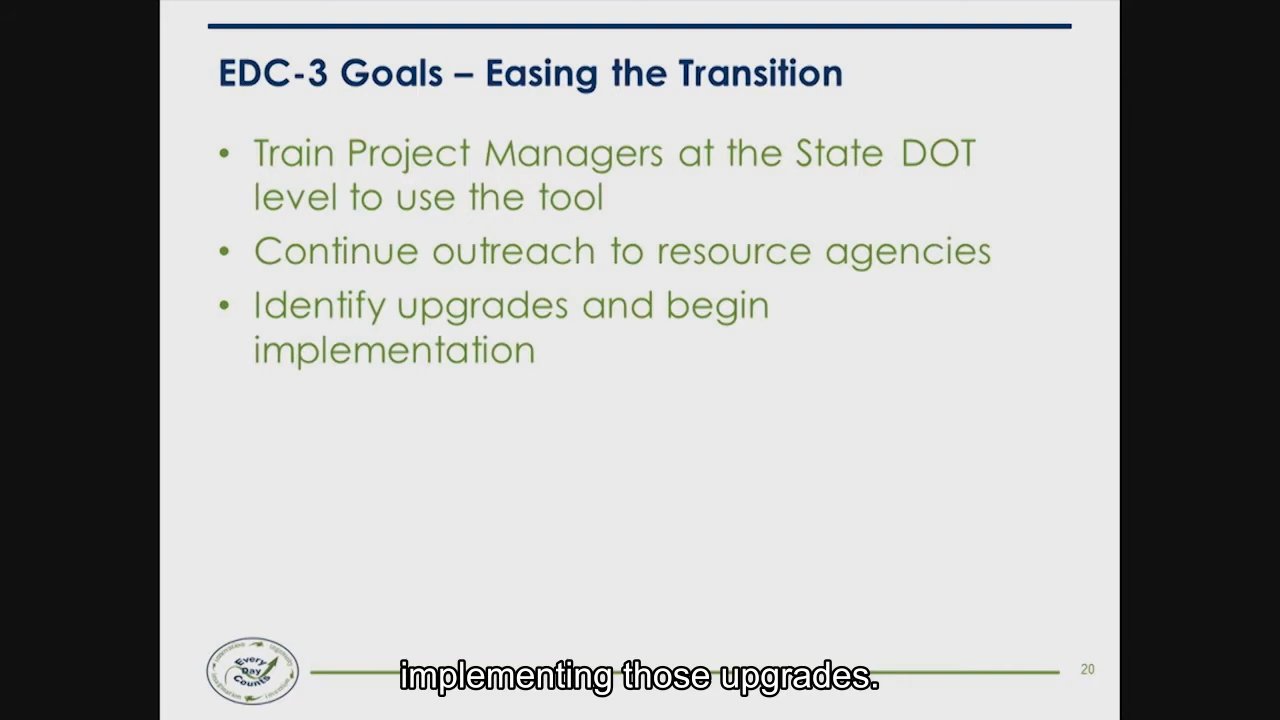 EDC-3 Goals – Easing the Transition
• Train Project Managers at the State DOT
level to use the tool
• Continue outreach to resource agencies
• Identify upgrades and begin
implementation
Every
Day
Counts
implementing those upgrades.
20